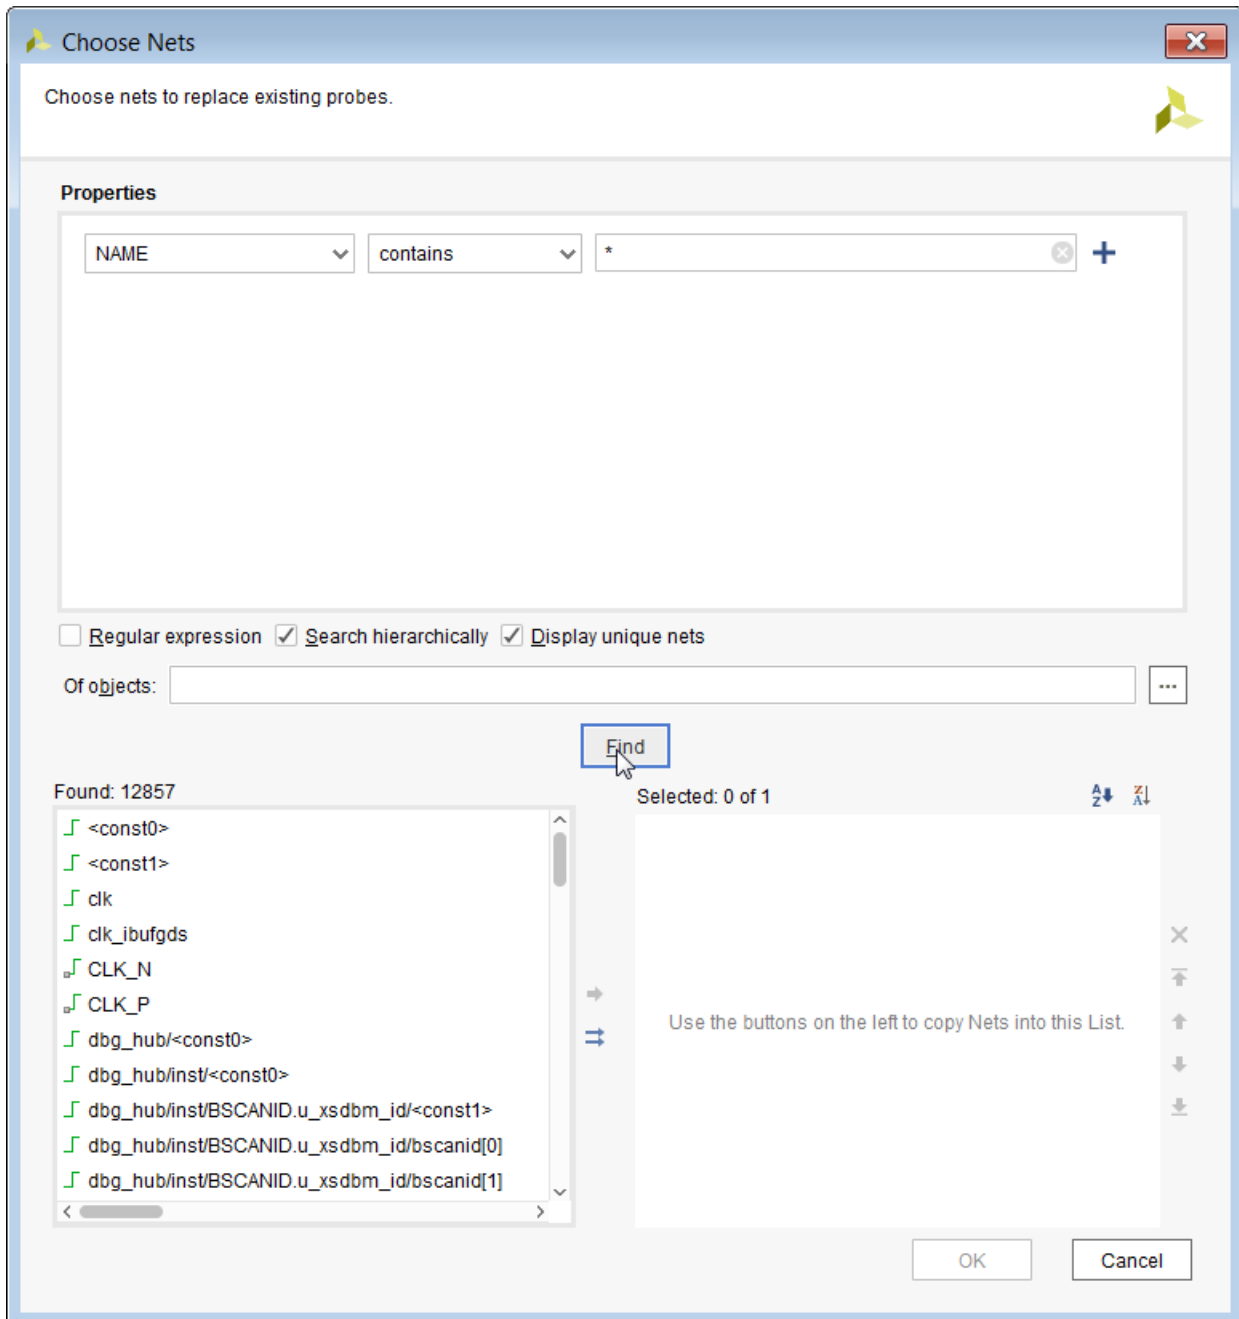 Choose Nets
Choose nets to replace existing probes.
Properties
NAME contains *
Regular expression Search hierarchically Display unique nets
Of objects: ...
Find
Found: 12857
<const0>
<const1>
clk
clk_ibufgds
CLK_N
CLK_P
dbg_hub/<const0>
dbg_hub/inst/<const0>
dbg_hub/inst/BSCANID.u_xsdbm_id/<const1>
dbg_hub/inst/BSCANID.u_xsdbm_id/bscanid[0]
dbg_hub/inst/BSCANID.u_xsdbm_id/bscanid[1]
Selected: 0 of 1
Use the buttons on the left to copy Nets into this List.
OK Cancel